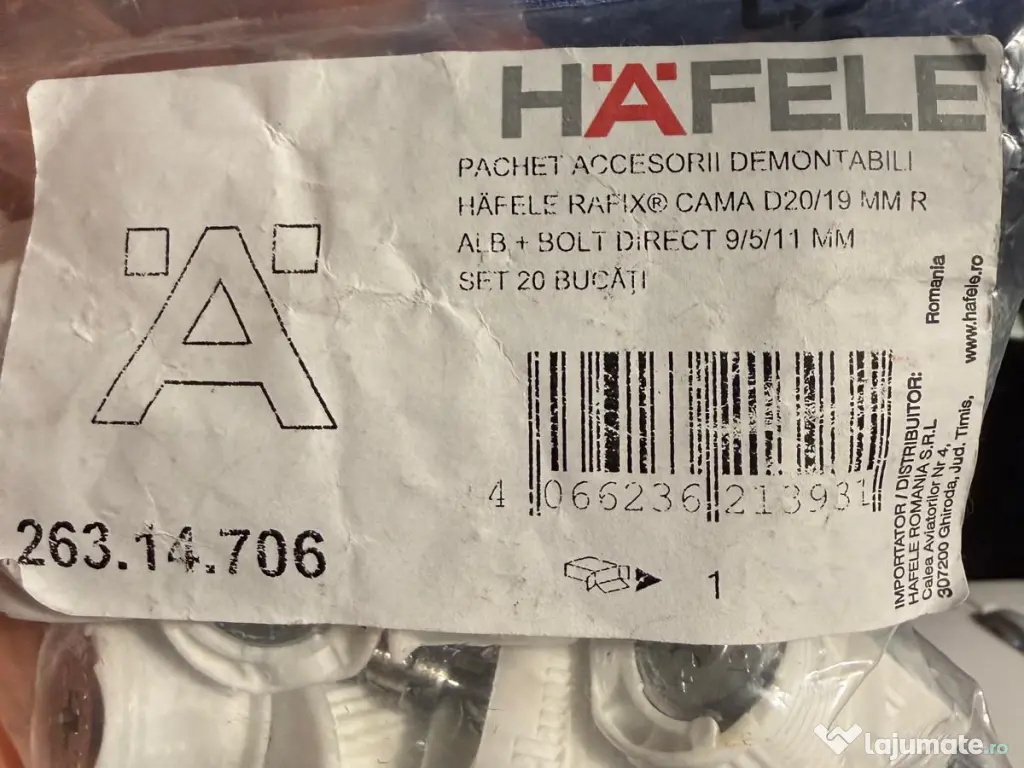 HÄFELE
PACHET ACCESORII DEMONTABILI
HÄFELE RAFIX® CAMA D20/19 MM R
ALB + BOLT DIRECT 9/5/11 MM
SET 20 BUCĂȚI
Ä
4 066236 213931
263.14.706
1
IMPORTATOR / DISTRIBUITOR:
HAFELE ROMANIA S.R.L
Calea Aviatorilor Nr 4,
307200 Ghiroda, Jud. Timis,
Romania
www.hafele.ro
lajumate.ro